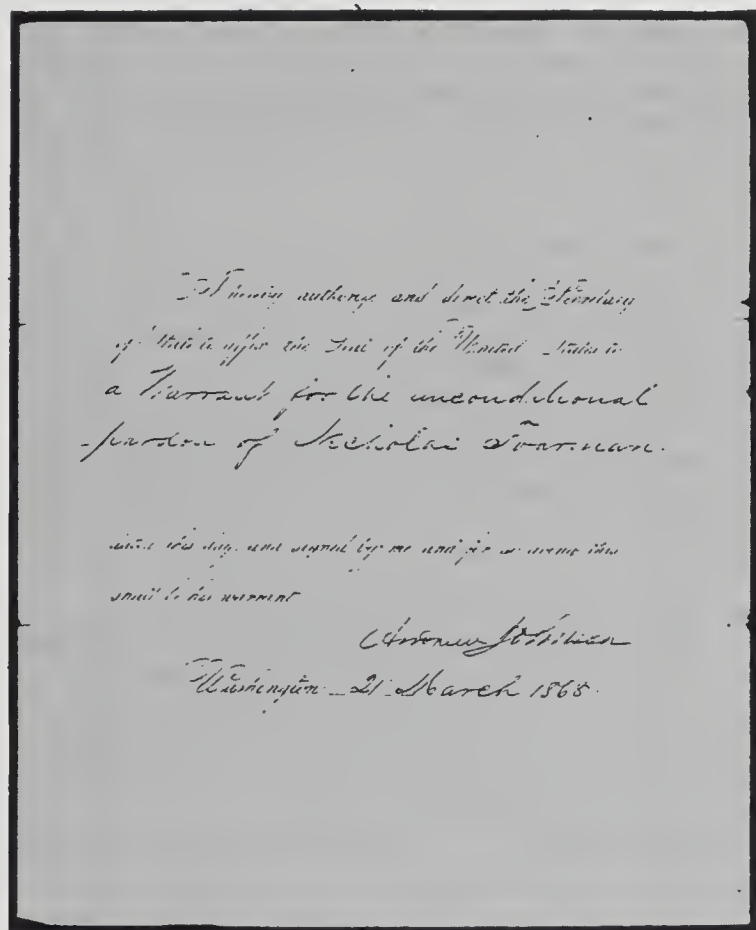 I hereby authorize and direct the Secretary
of State to affix the Seal of the United States to
a Warrant for the unconditional
pardon of
dated this day, and signed by me and for so doing this
shall be his warrant
Andrew Johnson
Washington 21 March 1868.